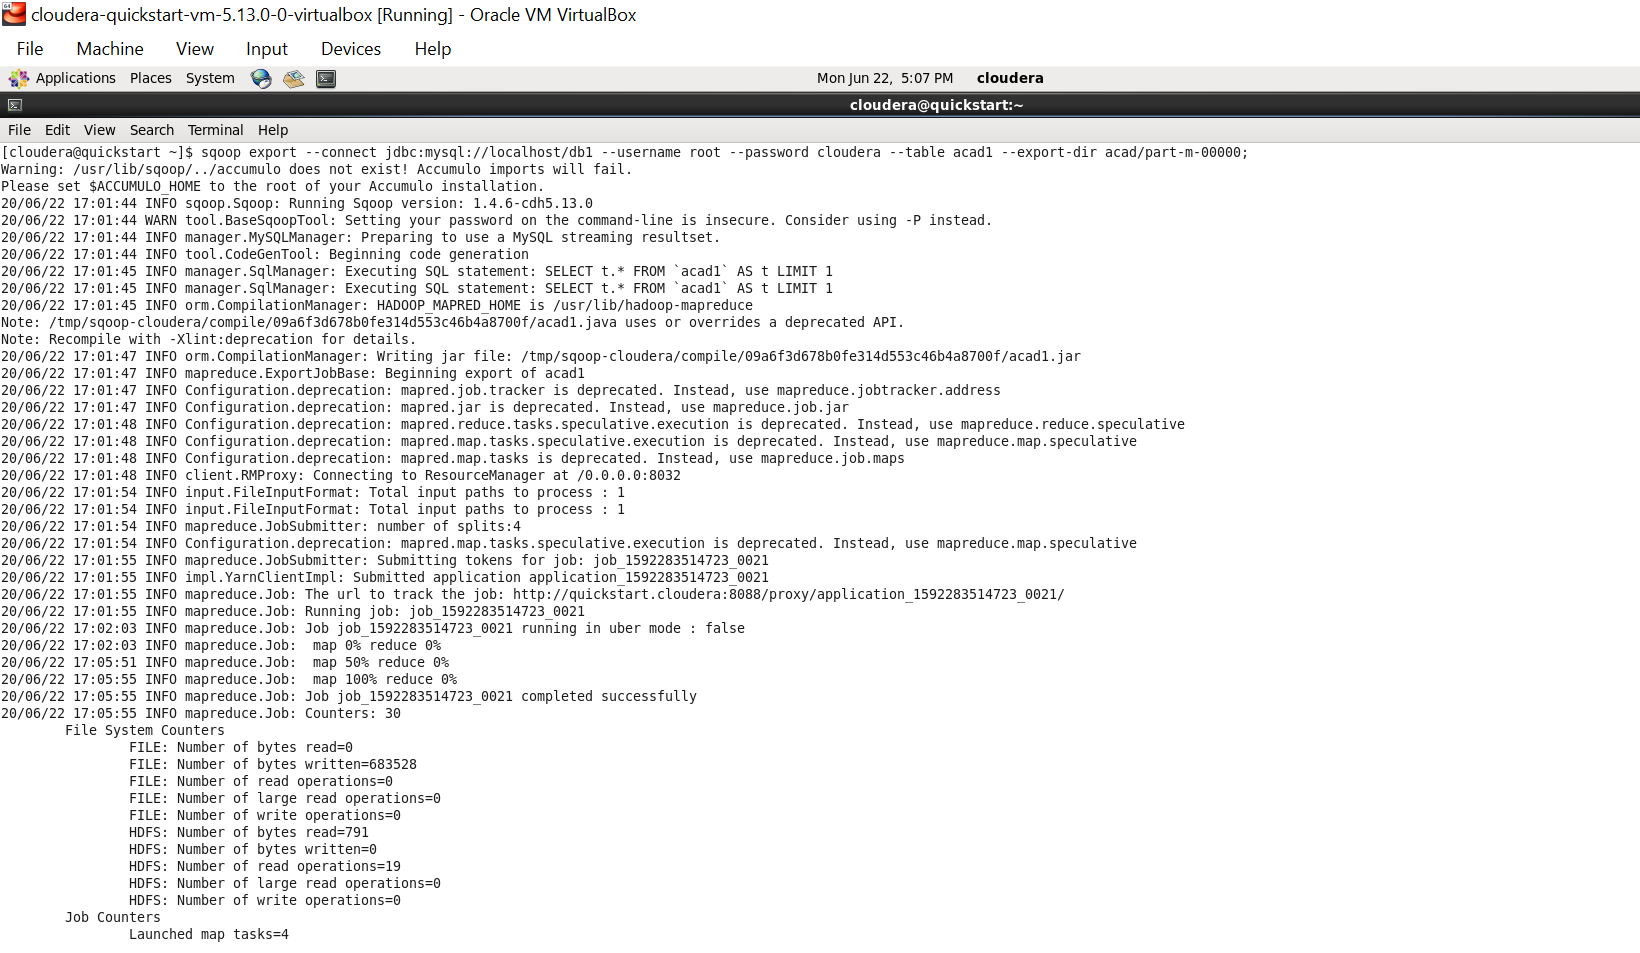 cloudera-quickstart-vm-5.13.0-0-virtualbox [Running] - Oracle VM VirtualBox
File Machine View Input Devices Help
Applications Places System Mon Jun 22, 5:07 PM cloudera
cloudera@quickstart:~
File Edit View Search Terminal Help
[cloudera@quickstart ~]$ sqoop export --connect jdbc:mysql://localhost/db1 --username root --password cloudera --table acad1 --export-dir acad/part-m-00000;
Warning: /usr/lib/sqoop/../accumulo does not exist! Accumulo imports will fail.
Please set $ACCUMULO_HOME to the root of your Accumulo installation.
20/06/22 17:01:44 INFO sqoop.Sqoop: Running Sqoop version: 1.4.6-cdh5.13.0
20/06/22 17:01:44 WARN tool.BaseSqoopTool: Setting your password on the command-line is insecure. Consider using -P instead.
20/06/22 17:01:44 INFO manager.MySQLManager: Preparing to use a MySQL streaming resultset.
20/06/22 17:01:44 INFO tool.CodeGenTool: Beginning code generation
20/06/22 17:01:45 INFO manager.SqlManager: Executing SQL statement: SELECT t.* FROM `acad1` AS t LIMIT 1
20/06/22 17:01:45 INFO manager.SqlManager: Executing SQL statement: SELECT t.* FROM `acad1` AS t LIMIT 1
20/06/22 17:01:45 INFO orm.CompilationManager: HADOOP_MAPRED_HOME is /usr/lib/hadoop-mapreduce
Note: /tmp/sqoop-cloudera/compile/09a6f3d678b0fe314d553c46b4a8700f/acad1.java uses or overrides a deprecated API.
Note: Recompile with -Xlint:deprecation for details.
20/06/22 17:01:47 INFO orm.CompilationManager: Writing jar file: /tmp/sqoop-cloudera/compile/09a6f3d678b0fe314d553c46b4a8700f/acad1.jar
20/06/22 17:01:47 INFO mapreduce.ExportJobBase: Beginning export of acad1
20/06/22 17:01:47 INFO Configuration.deprecation: mapred.job.tracker is deprecated. Instead, use mapreduce.jobtracker.address
20/06/22 17:01:47 INFO Configuration.deprecation: mapred.jar is deprecated. Instead, use mapreduce.job.jar
20/06/22 17:01:48 INFO Configuration.deprecation: mapred.reduce.tasks.speculative.execution is deprecated. Instead, use mapreduce.reduce.speculative
20/06/22 17:01:48 INFO Configuration.deprecation: mapred.map.tasks.speculative.execution is deprecated. Instead, use mapreduce.map.speculative
20/06/22 17:01:48 INFO Configuration.deprecation: mapred.map.tasks is deprecated. Instead, use mapreduce.job.maps
20/06/22 17:01:48 INFO client.RMProxy: Connecting to ResourceManager at /0.0.0.0:8032
20/06/22 17:01:54 INFO input.FileInputFormat: Total input paths to process : 1
20/06/22 17:01:54 INFO input.FileInputFormat: Total input paths to process : 1
20/06/22 17:01:54 INFO mapreduce.JobSubmitter: number of splits:4
20/06/22 17:01:54 INFO Configuration.deprecation: mapred.map.tasks.speculative.execution is deprecated. Instead, use mapreduce.map.speculative
20/06/22 17:01:55 INFO mapreduce.JobSubmitter: Submitting tokens for job: job_1592283514723_0021
20/06/22 17:01:55 INFO impl.YarnClientImpl: Submitted application application_1592283514723_0021
20/06/22 17:01:55 INFO mapreduce.Job: The url to track the job: http://quickstart.cloudera:8088/proxy/application_1592283514723_0021/
20/06/22 17:01:55 INFO mapreduce.Job: Running job: job_1592283514723_0021
20/06/22 17:02:03 INFO mapreduce.Job: Job job_1592283514723_0021 running in uber mode : false
20/06/22 17:02:03 INFO mapreduce.Job:  map 0% reduce 0%
20/06/22 17:05:51 INFO mapreduce.Job:  map 50% reduce 0%
20/06/22 17:05:55 INFO mapreduce.Job:  map 100% reduce 0%
20/06/22 17:05:55 INFO mapreduce.Job: Job job_1592283514723_0021 completed successfully
20/06/22 17:05:55 INFO mapreduce.Job: Counters: 30
File System Counters
FILE: Number of bytes read=0
FILE: Number of bytes written=683528
FILE: Number of read operations=0
FILE: Number of large read operations=0
FILE: Number of write operations=0
HDFS: Number of bytes read=791
HDFS: Number of bytes written=0
HDFS: Number of read operations=19
HDFS: Number of large read operations=0
HDFS: Number of write operations=0
Job Counters
Launched map tasks=4